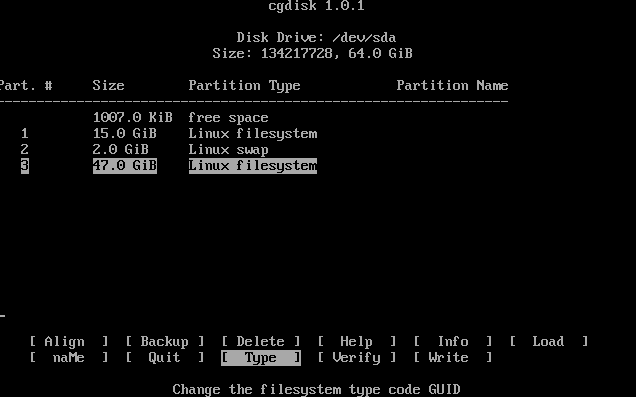 cgdisk 1.0.1
Disk Drive: /dev/sda
Size: 134217728, 64.0 GiB
Part. # Size Partition Type Partition Name
----------------------------------------------------------------
1007.0 KiB free space
1 15.0 GiB Linux filesystem
2 2.0 GiB Linux swap
3 47.0 GiB Linux filesystem
[ Align ] [ Backup ] [ Delete ] [ Help ] [ Info ] [ Load ]
[ naMe ] [ Quit ] [ Type ] [ Verify ] [ Write ]
Change the filesystem type code GUID